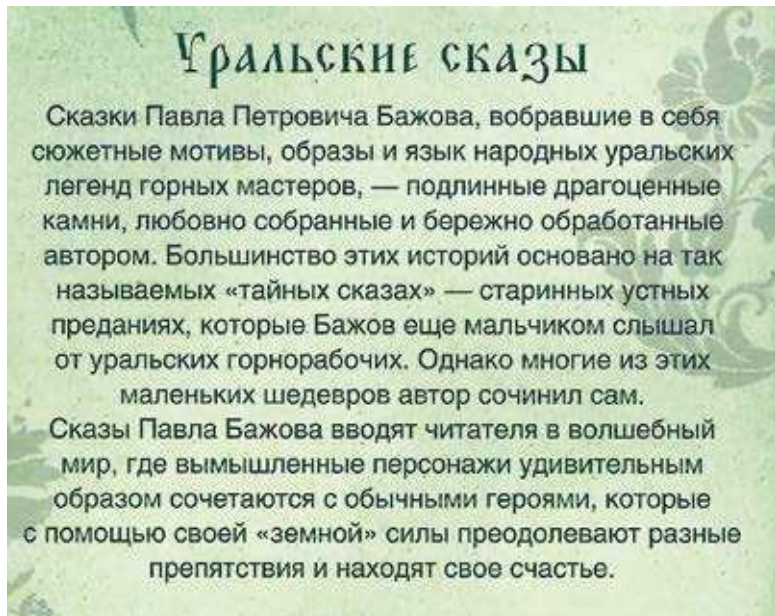 Уральские сказы
Сказки Павла Петровича Бажова, вобравшие в себя
сюжетные мотивы, образы и язык народных уральских
легенд горных мастеров, — подлинные драгоценные
камни, любовно собранные и бережно обработанные
автором. Большинство этих историй основано на так
называемых «тайных сказах» — старинных устных
преданиях, которые Бажов еще мальчиком слышал
от уральских горнорабочих. Однако многие из этих
маленьких шедевров автор сочинил сам.
Сказы Павла Бажова вводят читателя в волшебный
мир, где вымышленные персонажи удивительным
образом сочетаются с обычными героями, которые
с помощью своей «земной» силы преодолевают разные
препятствия и находят свое счастье.